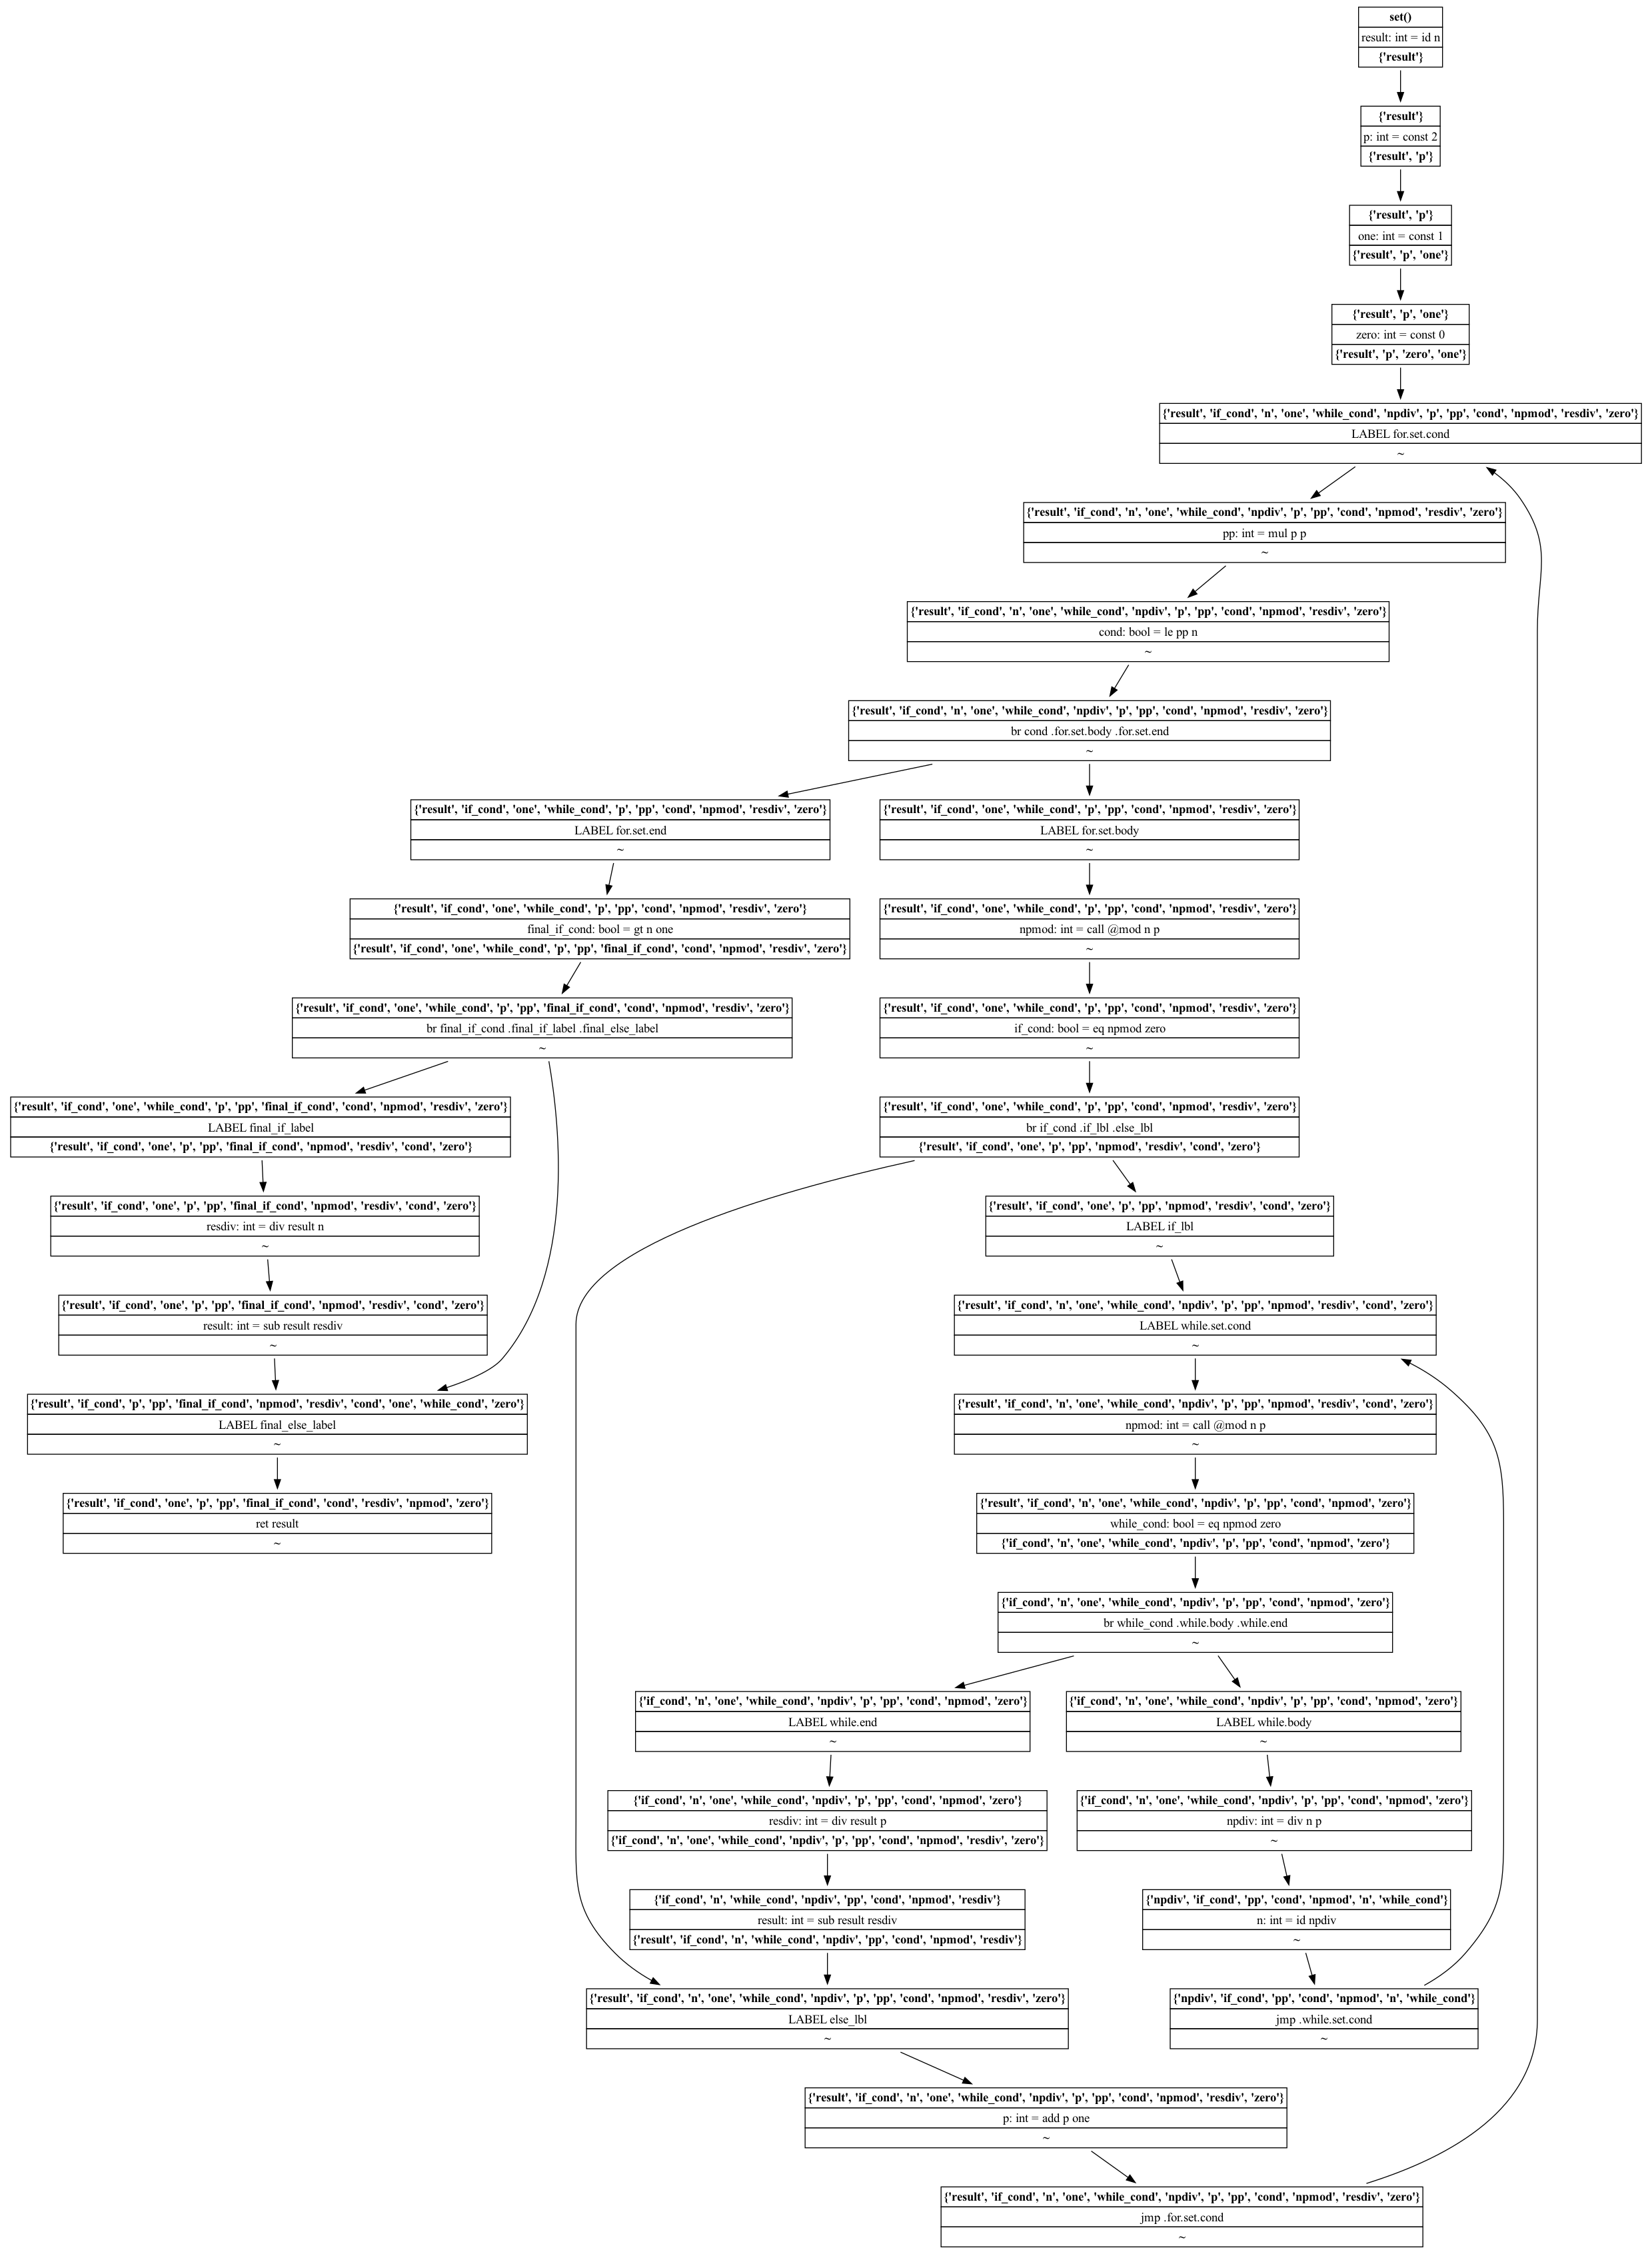 set()
result: int = id n
{'result'}
{'result'}
p: int = const 2
{'result', 'p'}
{'result', 'p'}
one: int = const 1
{'result', 'p', 'one'}
{'result', 'p', 'one'}
zero: int = const 0
{'result', 'p', 'zero', 'one'}
{'result', 'if_cond', 'n', 'one', 'while_cond', 'npdiv', 'p', 'pp', 'cond', 'npmod', 'resdiv', 'zero'}
LABEL for.set.cond
~
{'result', 'if_cond', 'n', 'one', 'while_cond', 'npdiv', 'p', 'pp', 'cond', 'npmod', 'resdiv', 'zero'}
pp: int = mul p p
~
{'result', 'if_cond', 'n', 'one', 'while_cond', 'npdiv', 'p', 'pp', 'cond', 'npmod', 'resdiv', 'zero'}
cond: bool = le pp n
~
{'result', 'if_cond', 'n', 'one', 'while_cond', 'npdiv', 'p', 'pp', 'cond', 'npmod', 'resdiv', 'zero'}
br cond .for.set.body .for.set.end
~
{'result', 'if_cond', 'one', 'while_cond', 'p', 'pp', 'cond', 'npmod', 'resdiv', 'zero'}
LABEL for.set.end
~
{'result', 'if_cond', 'one', 'while_cond', 'p', 'pp', 'cond', 'npmod', 'resdiv', 'zero'}
LABEL for.set.body
~
{'result', 'if_cond', 'one', 'while_cond', 'p', 'pp', 'cond', 'npmod', 'resdiv', 'zero'}
final_if_cond: bool = gt n one
{'result', 'if_cond', 'one', 'while_cond', 'p', 'pp', 'final_if_cond', 'cond', 'npmod', 'resdiv', 'zero'}
{'result', 'if_cond', 'one', 'while_cond', 'p', 'pp', 'cond', 'npmod', 'resdiv', 'zero'}
npmod: int = call @mod n p
~
{'result', 'if_cond', 'one', 'while_cond', 'p', 'pp', 'final_if_cond', 'cond', 'npmod', 'resdiv', 'zero'}
br final_if_cond .final_if_label .final_else_label
~
{'result', 'if_cond', 'one', 'while_cond', 'p', 'pp', 'cond', 'npmod', 'resdiv', 'zero'}
if_cond: bool = eq npmod zero
~
{'result', 'if_cond', 'one', 'while_cond', 'p', 'pp', 'final_if_cond', 'cond', 'npmod', 'resdiv', 'zero'}
LABEL final_if_label
{'result', 'if_cond', 'one', 'p', 'pp', 'final_if_cond', 'npmod', 'resdiv', 'cond', 'zero'}
{'result', 'if_cond', 'one', 'while_cond', 'p', 'pp', 'cond', 'npmod', 'resdiv', 'zero'}
br if_cond .if_lbl .else_lbl
{'result', 'if_cond', 'one', 'p', 'pp', 'npmod', 'resdiv', 'cond', 'zero'}
{'result', 'if_cond', 'one', 'p', 'pp', 'final_if_cond', 'npmod', 'resdiv', 'cond', 'zero'}
resdiv: int = div result n
~
{'result', 'if_cond', 'one', 'p', 'pp', 'npmod', 'resdiv', 'cond', 'zero'}
LABEL if_lbl
~
{'result', 'if_cond', 'one', 'p', 'pp', 'final_if_cond', 'npmod', 'resdiv', 'cond', 'zero'}
result: int = sub result resdiv
~
{'result', 'if_cond', 'n', 'one', 'while_cond', 'npdiv', 'p', 'pp', 'npmod', 'resdiv', 'cond', 'zero'}
LABEL while.set.cond
~
{'result', 'if_cond', 'p', 'pp', 'final_if_cond', 'npmod', 'resdiv', 'cond', 'one', 'while_cond', 'zero'}
LABEL final_else_label
~
{'result', 'if_cond', 'n', 'one', 'while_cond', 'npdiv', 'p', 'pp', 'npmod', 'resdiv', 'cond', 'zero'}
npmod: int = call @mod n p
~
{'result', 'if_cond', 'one', 'p', 'pp', 'final_if_cond', 'cond', 'resdiv', 'npmod', 'zero'}
ret result
~
{'result', 'if_cond', 'n', 'one', 'while_cond', 'npdiv', 'p', 'pp', 'cond', 'npmod', 'zero'}
while_cond: bool = eq npmod zero
{'if_cond', 'n', 'one', 'while_cond', 'npdiv', 'p', 'pp', 'cond', 'npmod', 'zero'}
{'if_cond', 'n', 'one', 'while_cond', 'npdiv', 'p', 'pp', 'cond', 'npmod', 'zero'}
br while_cond .while.body .while.end
~
{'if_cond', 'n', 'one', 'while_cond', 'npdiv', 'p', 'pp', 'cond', 'npmod', 'zero'}
LABEL while.end
~
{'if_cond', 'n', 'one', 'while_cond', 'npdiv', 'p', 'pp', 'cond', 'npmod', 'zero'}
LABEL while.body
~
{'if_cond', 'n', 'one', 'while_cond', 'npdiv', 'p', 'pp', 'cond', 'npmod', 'zero'}
resdiv: int = div result p
{'if_cond', 'n', 'one', 'while_cond', 'npdiv', 'p', 'pp', 'cond', 'npmod', 'resdiv', 'zero'}
{'if_cond', 'n', 'one', 'while_cond', 'npdiv', 'p', 'pp', 'cond', 'npmod', 'zero'}
npdiv: int = div n p
~
{'if_cond', 'n', 'while_cond', 'npdiv', 'pp', 'cond', 'npmod', 'resdiv'}
result: int = sub result resdiv
{'result', 'if_cond', 'n', 'while_cond', 'npdiv', 'pp', 'cond', 'npmod', 'resdiv'}
{'npdiv', 'if_cond', 'pp', 'cond', 'npmod', 'n', 'while_cond'}
n: int = id npdiv
~
{'result', 'if_cond', 'n', 'one', 'while_cond', 'npdiv', 'p', 'pp', 'cond', 'npmod', 'resdiv', 'zero'}
LABEL else_lbl
~
{'npdiv', 'if_cond', 'pp', 'cond', 'npmod', 'n', 'while_cond'}
jmp .while.set.cond
~
{'result', 'if_cond', 'n', 'one', 'while_cond', 'npdiv', 'p', 'pp', 'cond', 'npmod', 'resdiv', 'zero'}
p: int = add p one
~
{'result', 'if_cond', 'n', 'one', 'while_cond', 'npdiv', 'p', 'pp', 'cond', 'npmod', 'resdiv', 'zero'}
jmp .for.set.cond
~